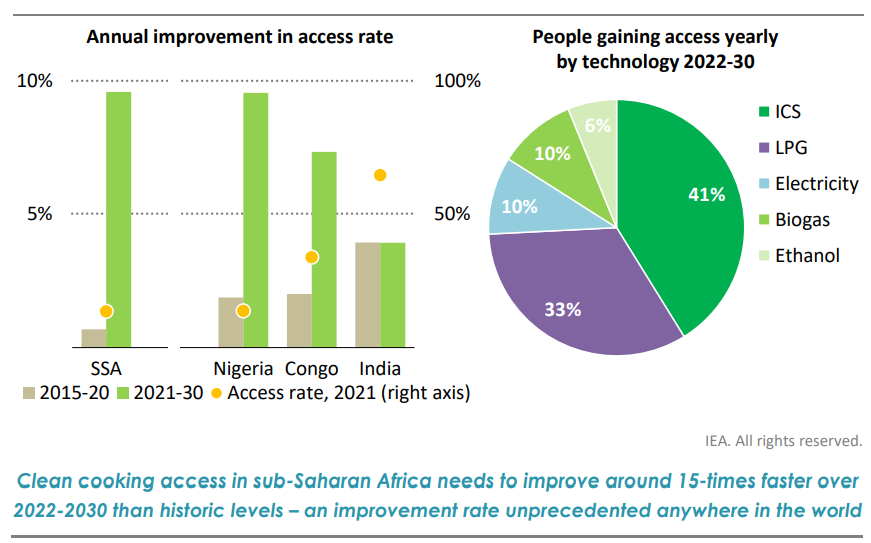 Annual improvement in access rate
10%
5%
100%
50%
SSA
Nigeria Congo India
2015-20 2021-30 Access rate, 2021 (right axis)
People gaining access yearly
by technology 2022-30
6%
10%
10%
33%
41%
ICS
LPG
Electricity
Biogas
Ethanol
IEA. All rights reserved.
Clean cooking access in sub-Saharan Africa needs to improve around 15-times faster over
2022-2030 than historic levels – an improvement rate unprecedented anywhere in the world